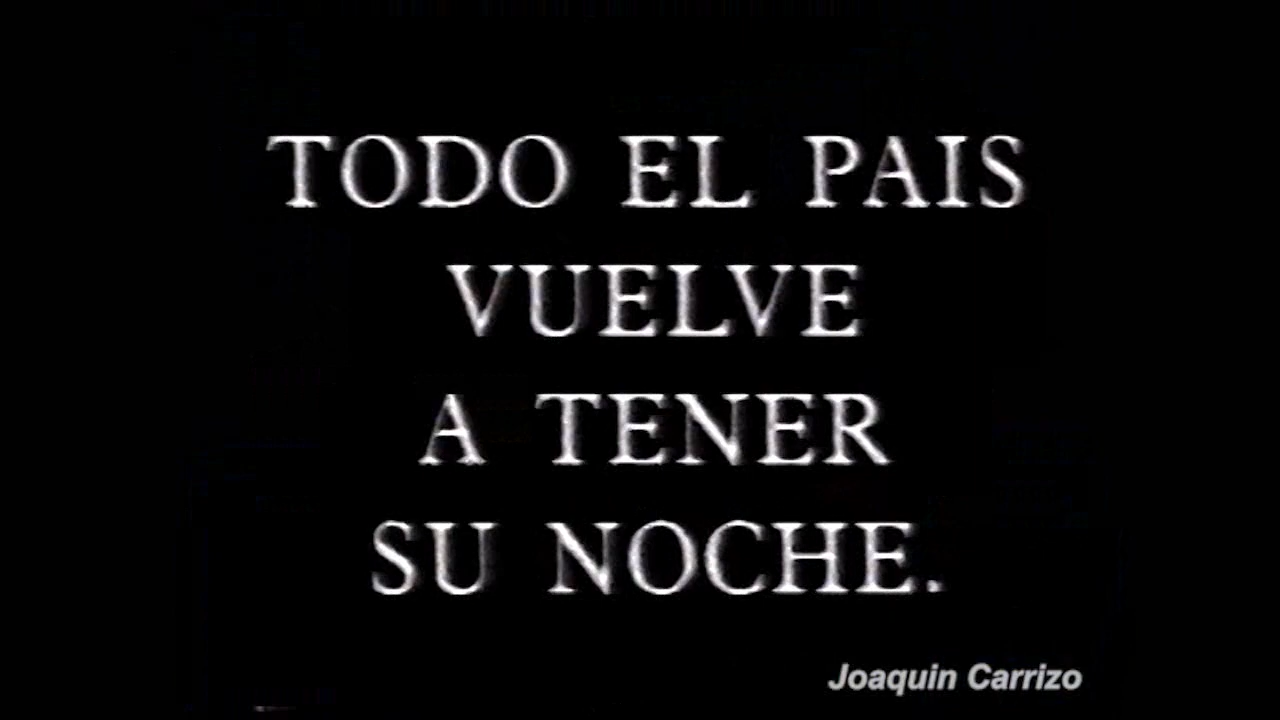 TODO EL PAIS
VUELVE
A TENER
SU NOCHE.
Joaquin Carrizo